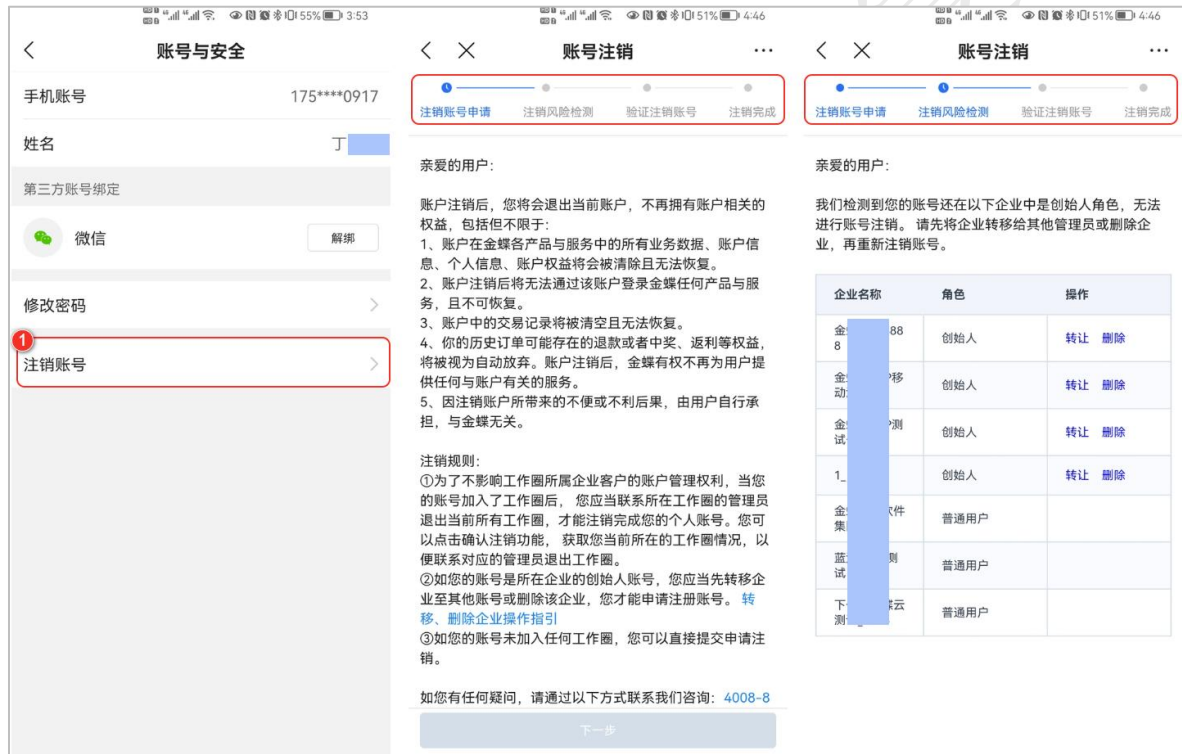 55% 3:53
账号与安全
手机账号 175****0917
姓名 丁
第三方账号绑定
微信 解绑
修改密码
1
注销账号
51% 4:46
账号注销
注销账号申请 注销风险检测 验证注销账号 注销完成
亲爱的用户：
账户注销后，您将会退出当前账户，不再拥有账户相关的
权益，包括但不限于：
1、账户在金蝶各产品与服务中的所有业务数据、账户信
息、个人信息、账户权益将会被清除且无法恢复。
2、账户注销后将无法通过该账户登录金蝶任何产品与服
务，且不可恢复。
3、账户中的交易记录将被清空且无法恢复。
4、你的历史订单可能存在的退款或者中奖、返利等权益，
将被视为自动放弃。账户注销后，金蝶有权不再为用户提
供任何与账户有关的服务。
5、因注销账户所带来的不便或不利后果，由用户自行承
担，与金蝶无关。
注销规则：
①为了不影响工作圈所属企业客户的账户管理权利，当您
的账号加入了工作圈后， 您应当联系所在工作圈的管理员
退出当前所有工作圈，才能注销完成您的个人账号。您可
以点击确认注销功能， 获取您当前所在的工作圈情况，以
便联系对应的管理员退出工作圈。
②如您的账号是所在企业的创始人账号，您应当先转移企
业至其他账号或删除该企业，您才能申请注册账号。 转
移、删除企业操作指引
③如您的账号未加入任何工作圈，您可以直接提交申请注
销。
如您有任何疑问，请通过以下方式联系我们咨询：4008-8
下一步
51% 4:46
账号注销
注销账号申请 注销风险检测 验证注销账号 注销完成
亲爱的用户：
我们检测到您的账号还在以下企业中是创始人角色，无法
进行账号注销。 请先将企业转移给其他管理员或删除企
业，再重新注销账号。
企业名称 角色 操作
金 88
8 创始人 转让 删除
金 移
动 创始人 转让 删除
金 测
试 创始人 转让 删除
1_ 创始人 转让 删除
金 件
集 普通用户
蓝
试 普通用户
下 云
测 普通用户